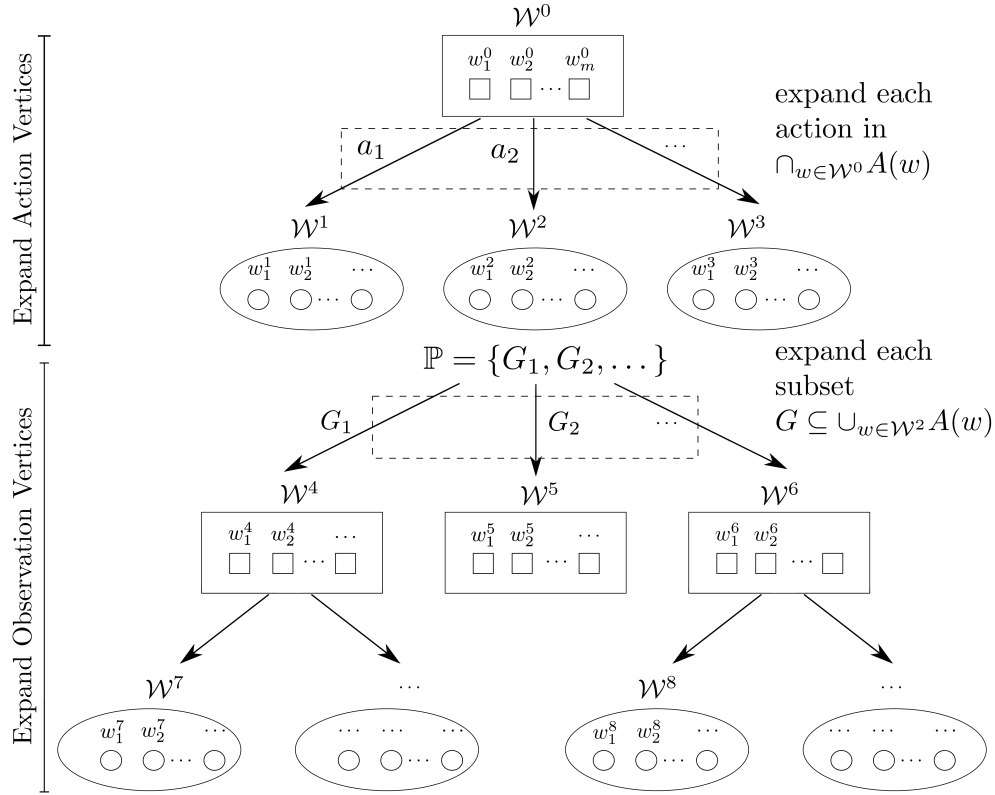 𝒲⁰
w₁⁰ w₂⁰ ··· wₘ⁰
Expand Action Vertices
expand each
action in
∩_{w∈𝒲⁰} A(w)
a₁ a₂ ···
𝒲¹ 𝒲² 𝒲³
w₁¹ w₂¹ ··· ···
w₁² w₂² ··· ···
w₁³ w₂³ ··· ···
ℙ = {G₁, G₂, ...}
expand each
subset
G ⊆ ∪_{w∈𝒲²} A(w)
Expand Observation Vertices
G₁ G₂ ···
𝒲⁴ 𝒲⁵ 𝒲⁶
w₁⁴ w₂⁴ ··· ···
w₁⁵ w₂⁵ ··· ···
w₁⁶ w₂⁶ ··· ···
𝒲⁷ ··· 𝒲⁸ ···
w₁⁷ w₂⁷ ··· ···
··· ··· ··· ···
w₁⁸ w₂⁸ ··· ···
··· ··· ··· ···